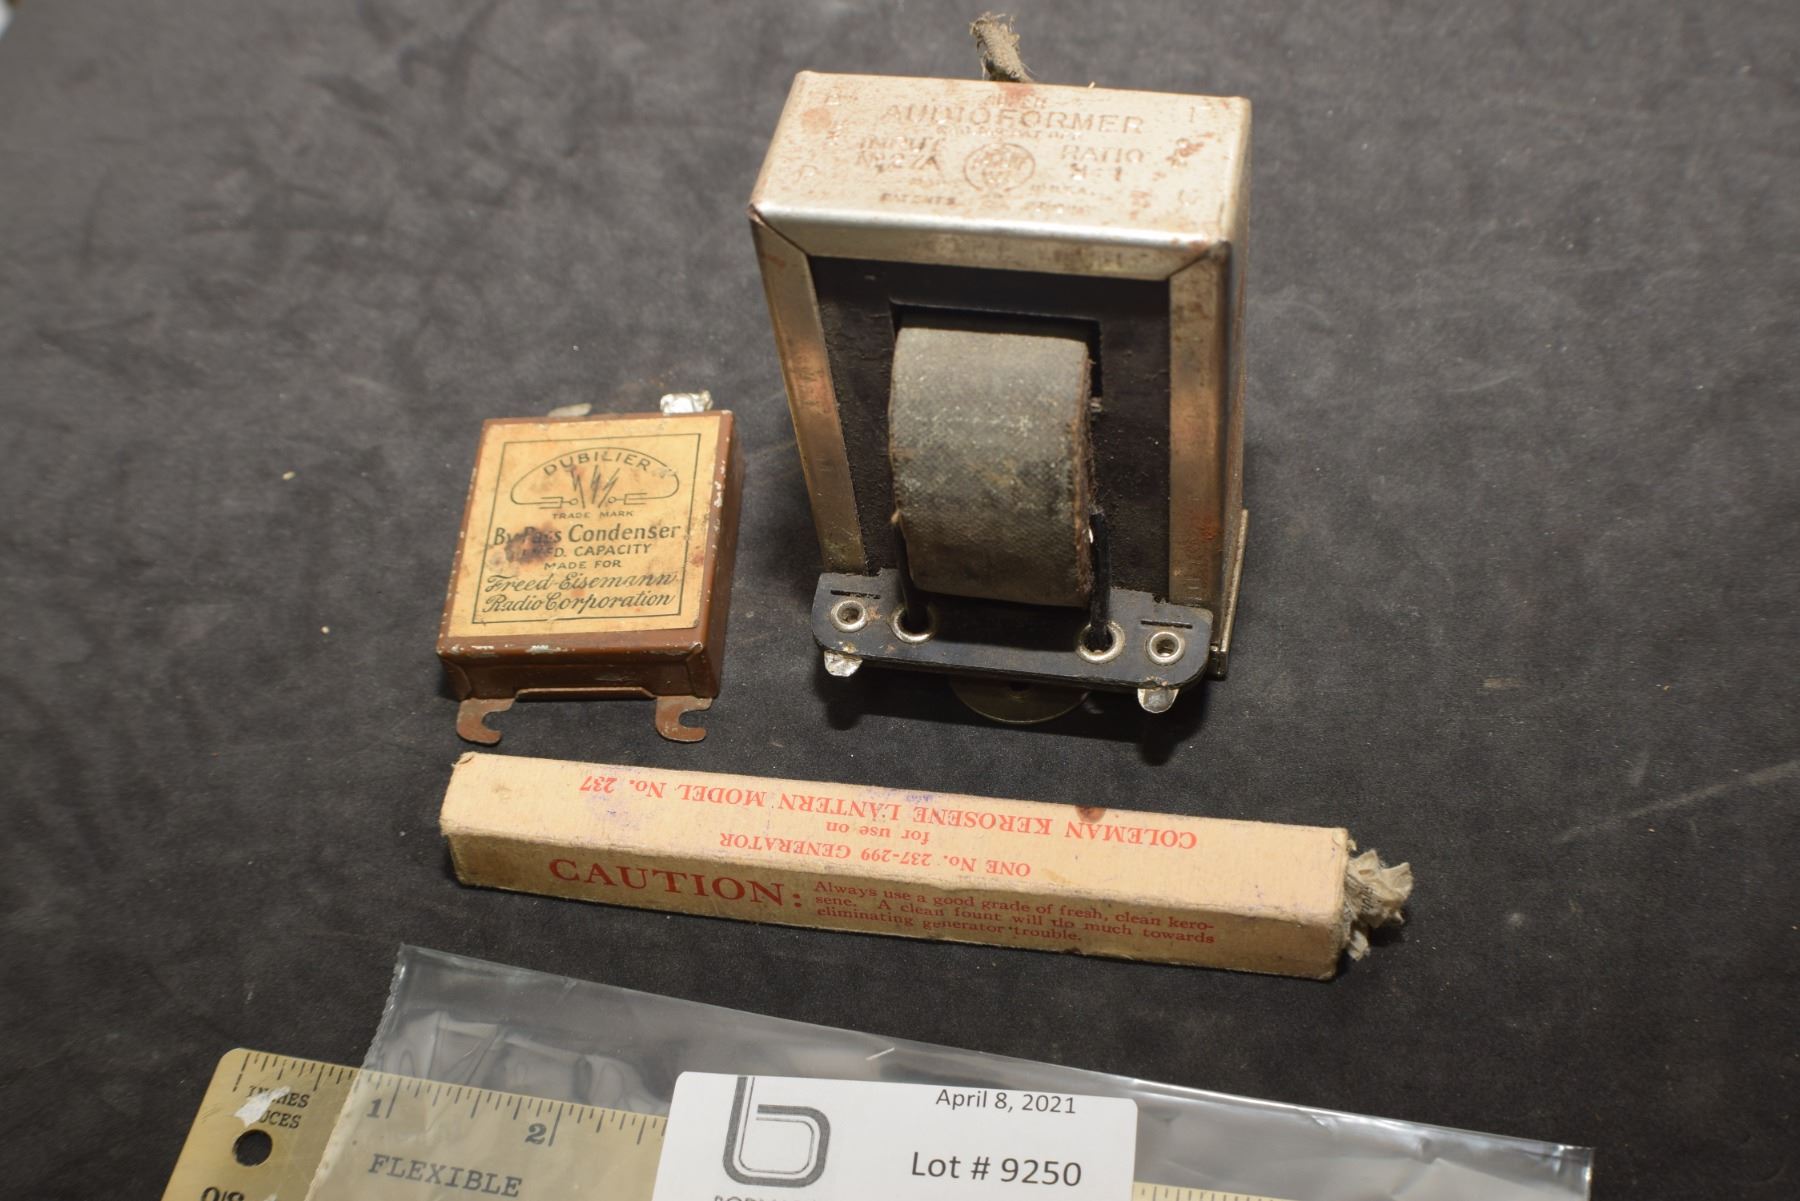 AUDIOFORMER
INPUT RATIO
PATENTS
DUBILIER
TRADE MARK
By-Pass Condenser
CAPACITY
MADE FOR
Freed-Eisemann
Radio Corporation
COLEMAN KEROSENE LANTERN MODEL No. 237
for use on
ONE No. 237-299 GENERATOR
CAUTION:
Always use a good grade of fresh, clean kero-
sene. A clean fount will do much towards
eliminating generator trouble.
INCHES
1
2
FLEXIBLE
April 8, 2021
b
Lot # 9250